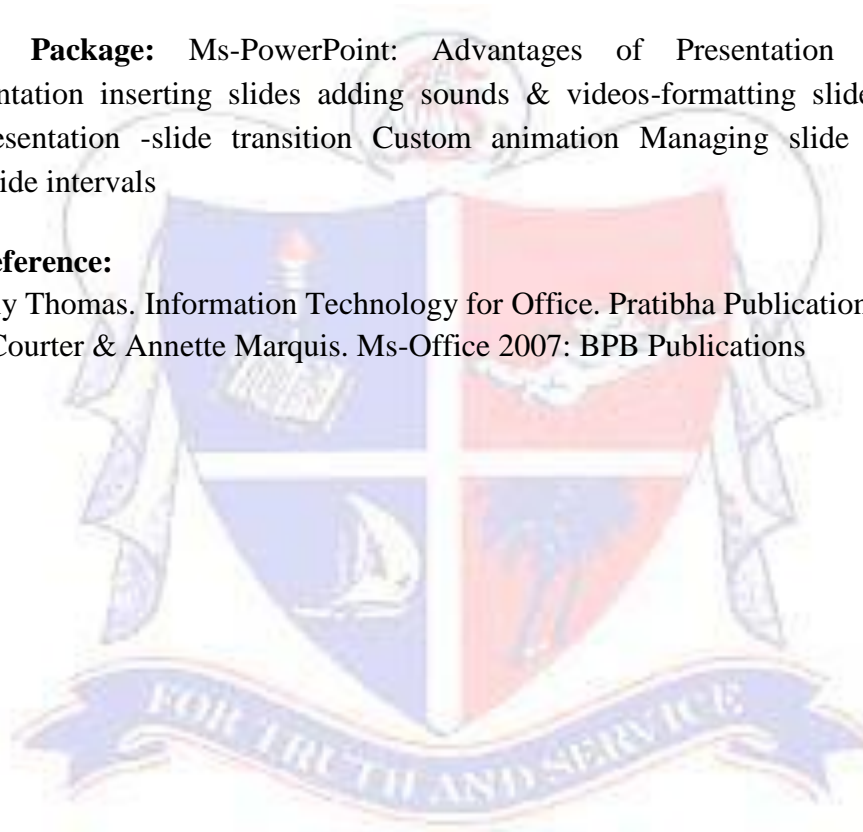 Package: Ms-PowerPoint: Advantages of Presentation
ntation inserting slides adding sounds & videos-formatting slide
esentation -slide transition Custom animation Managing slide
ide intervals
eference:
y Thomas. Information Technology for Office. Pratibha Publication
Courter & Annette Marquis. Ms-Office 2007: BPB Publications
FOR TRUTH AND SERVICE